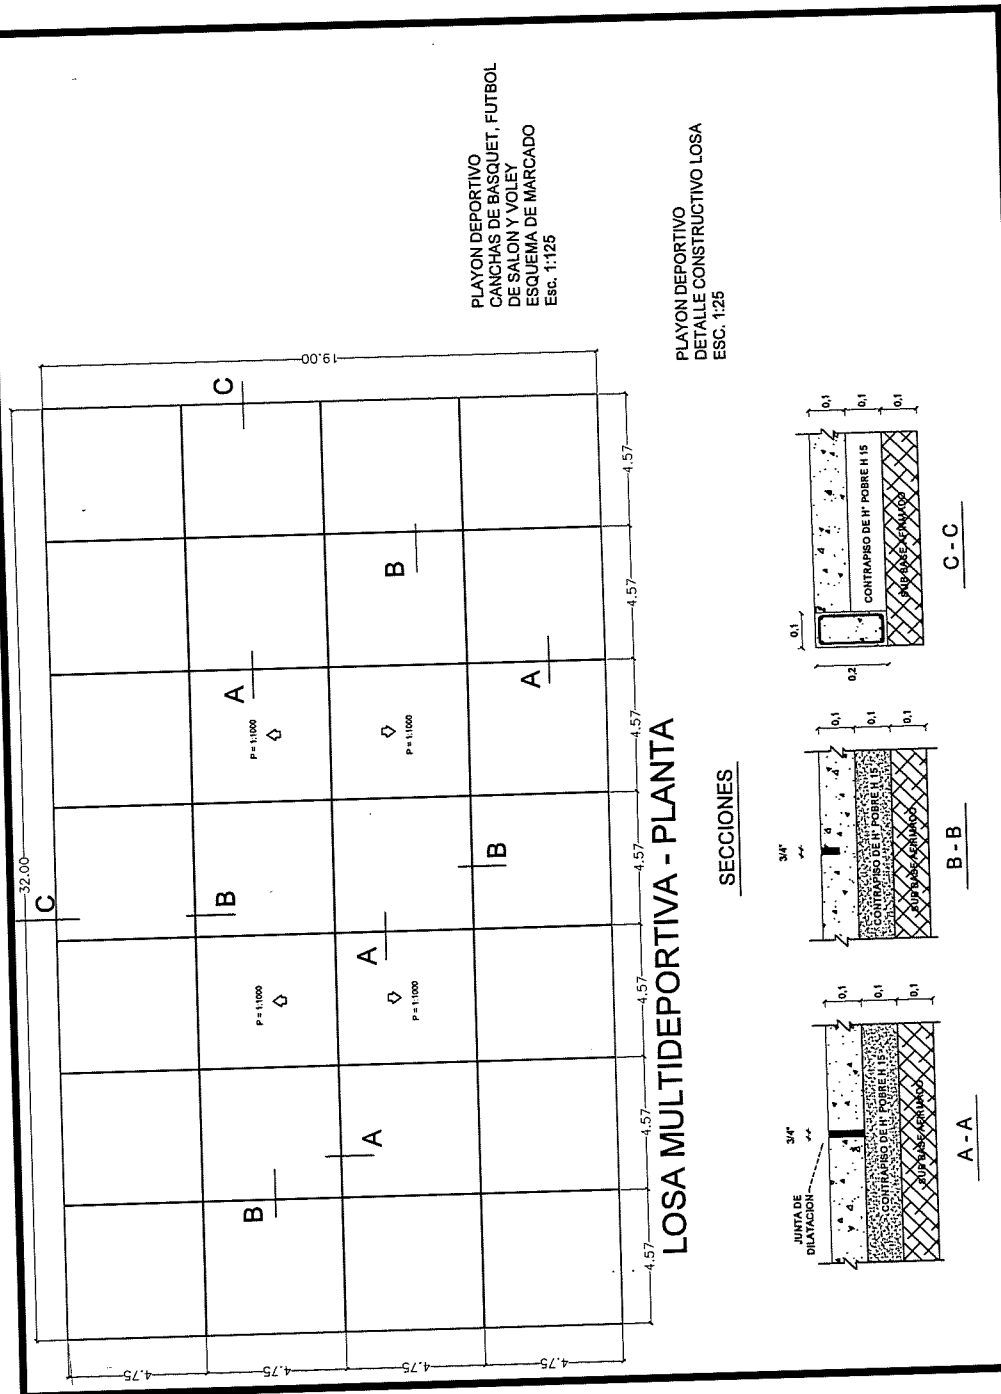 PLAYON DEPORTIVO
CANCHAS DE BASQUET, FUTBOL
DE SALON Y VOLEY
ESQUEMA DE MARCADO
Esc. 1:125
PLAYON DEPORTIVO
DETALLE CONSTRUCTIVO LOSA
ESC. 1:25
32.00
19.00
C
C
B
B
B
B
A
A
A
A
P = 1:1000
P = 1:1000
P = 1:1000
P = 1:1000
4.75
4.75
4.75
4.75
4.57
4.57
4.57
4.57
4.57
4.57
4.57
LOSA MULTIDEPORTIVA - PLANTA
SECCIONES
JUNTA DE
DILATACION
3/4"
0,1
0,1
0,1
CONTRAPISO DE H° POBRE H 15
SUB BASE AFIRMADO
A - A
3/4"
0,1
0,1
0,1
CONTRAPISO DE H° POBRE H 15
SUB BASE AFIRMADO
B - B
0,1
0,2
0,1
0,1
0,1
CONTRAPISO DE H° POBRE H 15
SUB BASE AFIRMADO
C - C